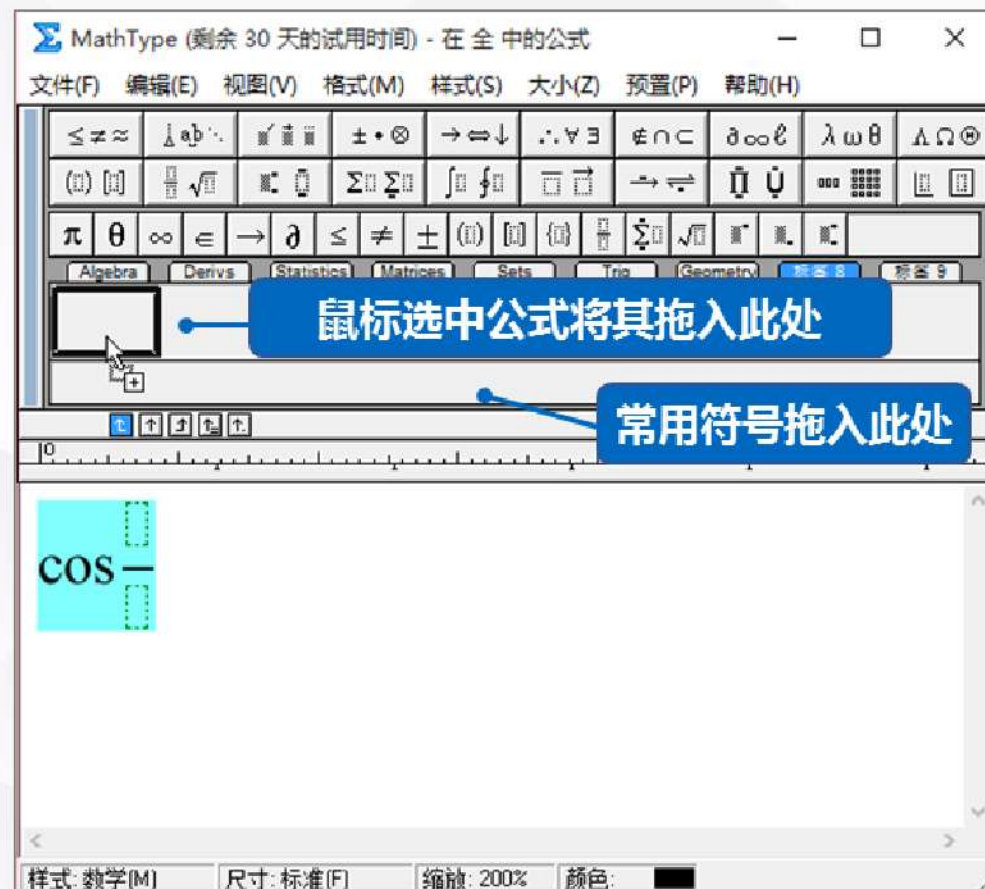 MathType (剩余 30 天的试用时间) - 在 全 中的公式
文件(F) 编辑(E) 视图(V) 格式(M) 样式(S) 大小(Z) 预置(P) 帮助(H)
≤≠≈ ab ±•⊗ →⇔↓ ∴∀∃ ∉∩⊂ ∂∞ℓ λωθ ΛΩΘ
π θ ∞ ∈ → ∂ ≤ ≠ ±
Algebra Derivs Statistics Matrices Sets Trig Geometry 标签 8 标签 9
鼠标选中公式将其拖入此处
常用符号拖入此处
0
cos
样式: 数学(M) 尺寸: 标准(F) 缩放: 200% 颜色: